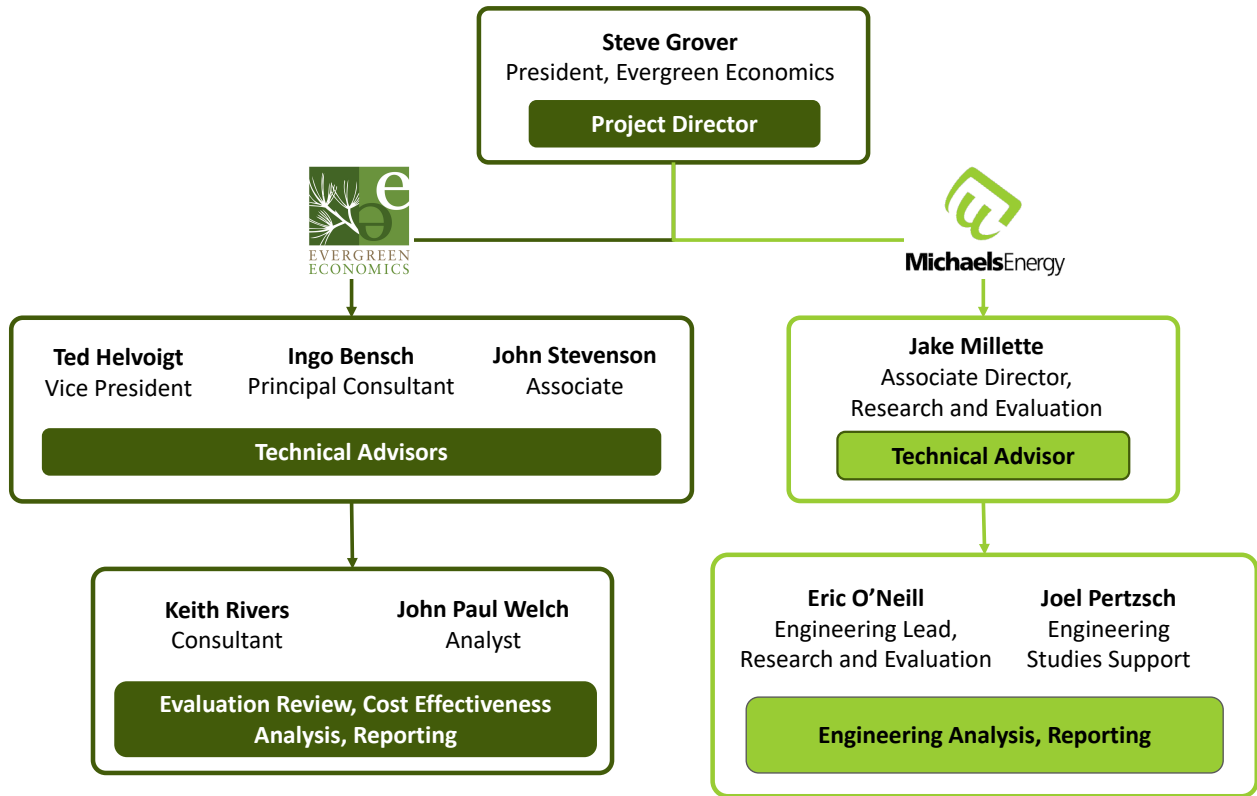 Steve Grover
President, Evergreen Economics
Project Director
e
e
EVERGREEN
ECONOMICS
MichaelsEnergy
Ted Helvoigt
Vice President
Ingo Bensch
Principal Consultant
John Stevenson
Associate
Technical Advisors
Jake Millette
Associate Director,
Research and Evaluation
Technical Advisor
Keith Rivers
Consultant
John Paul Welch
Analyst
Evaluation Review, Cost Effectiveness
Analysis, Reporting
Eric O’Neill
Engineering Lead,
Research and Evaluation
Joel Pertzsch
Engineering
Studies Support
Engineering Analysis, Reporting